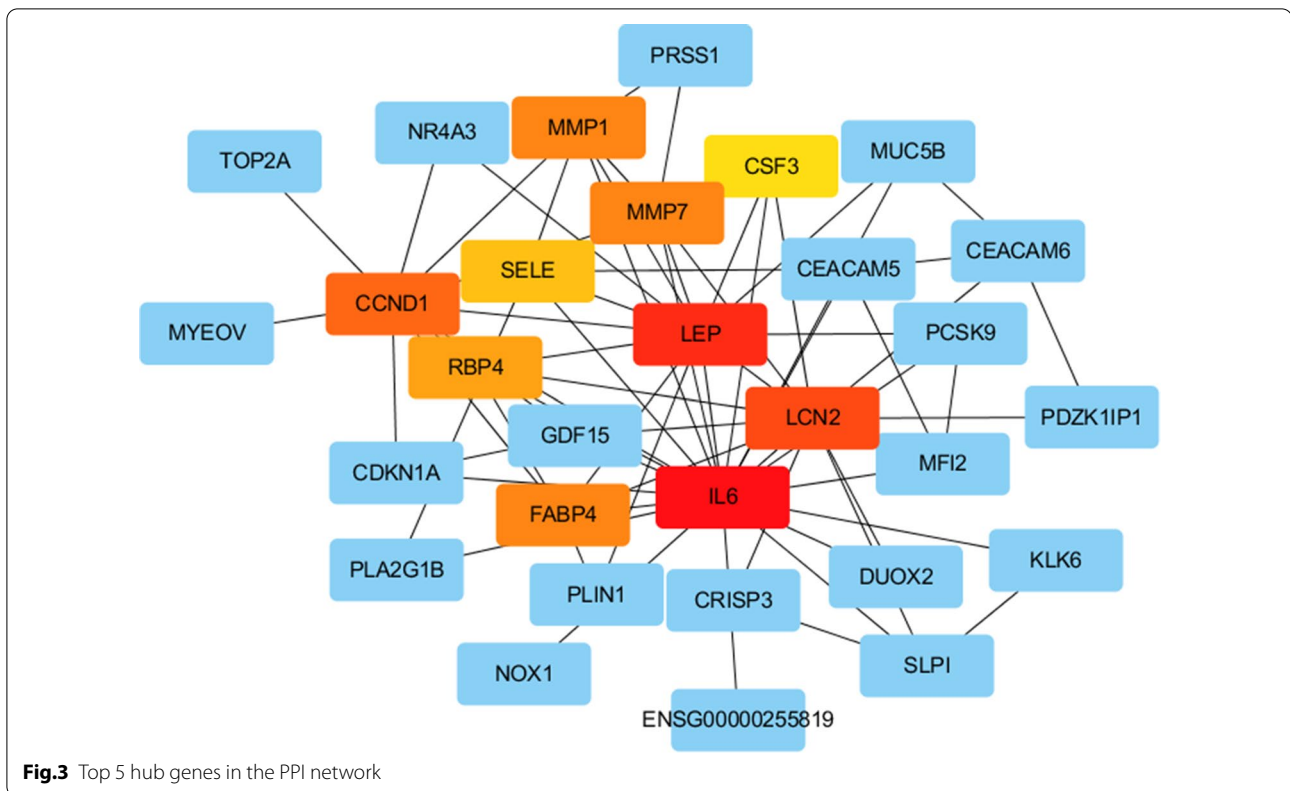 PRSS1
NR4A3
MMP1
CSF3
MUC5B
TOP2A
MMP7
CEACAM5
CEACAM6
SELE
CCND1
LEP
PCSK9
MYEOV
RBP4
LCN2
PDZK1IP1
GDF15
MFI2
CDKN1A
IL6
FABP4
PLA2G1B
DUOX2
KLK6
PLIN1
CRISP3
NOX1
SLPI
ENSG00000255819
Fig.3 Top 5 hub genes in the PPI network